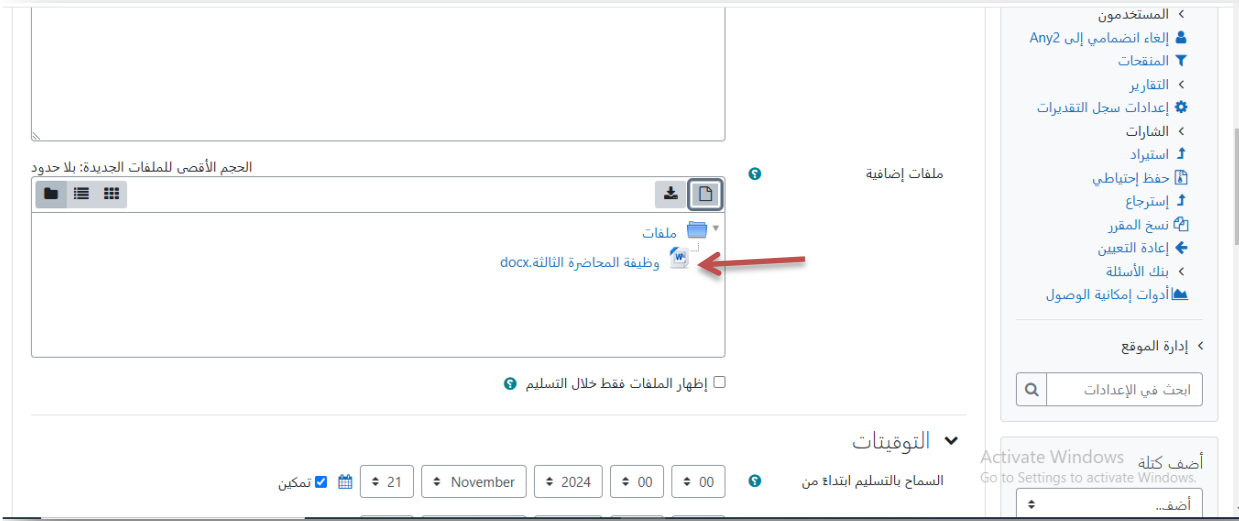 المستخدمون
إلغاء انضمامي إلى Any2
المنقحات
التقارير
إعدادات سجل التقديرات
الشارات
استيراد
حفظ إحتياطي
إسترجاع
نسخ المقرر
إعادة التعيين
بنك الأسئلة
أدوات إمكانية الوصول
إدارة الموقع
ابحث في الإعدادات
أضف كتلة
أضف...
ملفات إضافية
الحجم الأقصى للملفات الجديدة: بلا حدود
ملفات
وظيفة المحاضرة الثالثة.docx
إظهار الملفات فقط خلال التسليم
التوقيتات
السماح بالتسليم ابتداءً من
00 00 2024 November 21 تمكين
Activate Windows
Go to Settings to activate Windows.